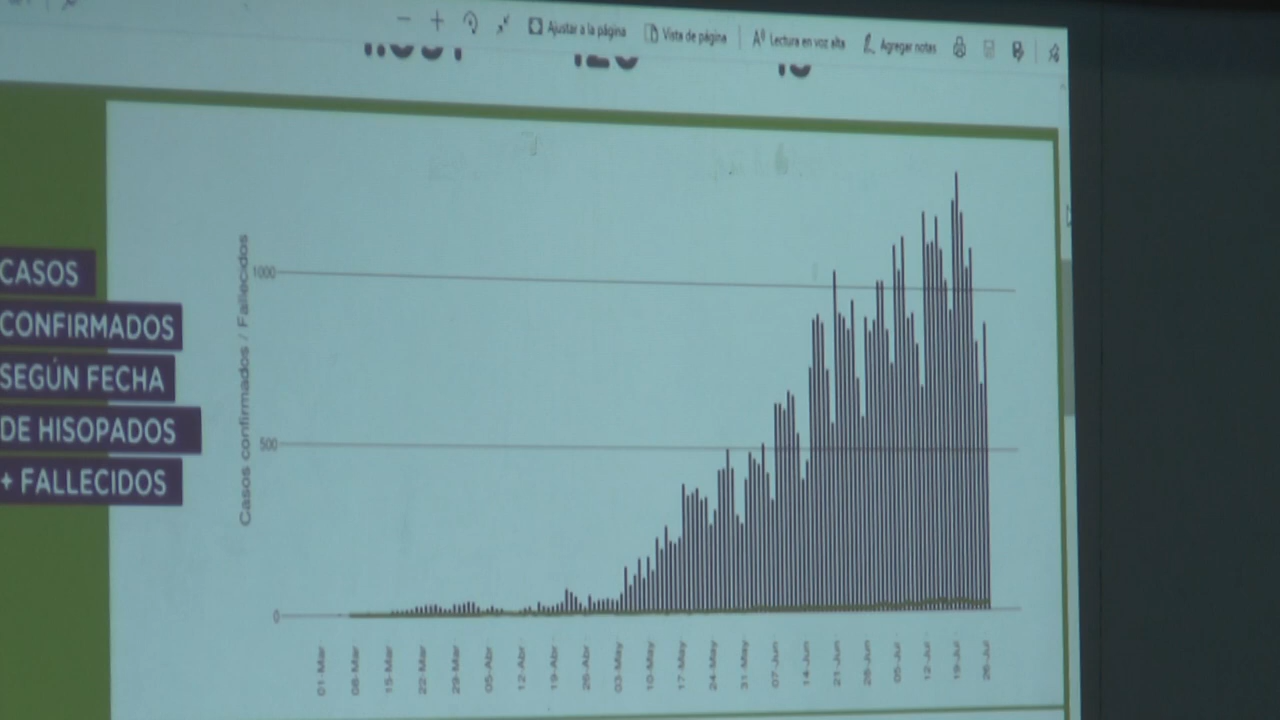 Ajustar a la página
Vista de página
Lectura en voz alta
Agregar notas
CASOS
CONFIRMADOS
SEGÚN FECHA
DE HISOPADOS
+ FALLECIDOS
Casos confirmados / Fallecidos
1000
500
0
01-Mar
08-Mar
15-Mar
22-Mar
29-Mar
05-Abr
12-Abr
19-Abr
26-Abr
03-May
10-May
17-May
24-May
31-May
07-Jun
14-Jun
21-Jun
28-Jun
05-Jul
12-Jul
19-Jul
26-Jul